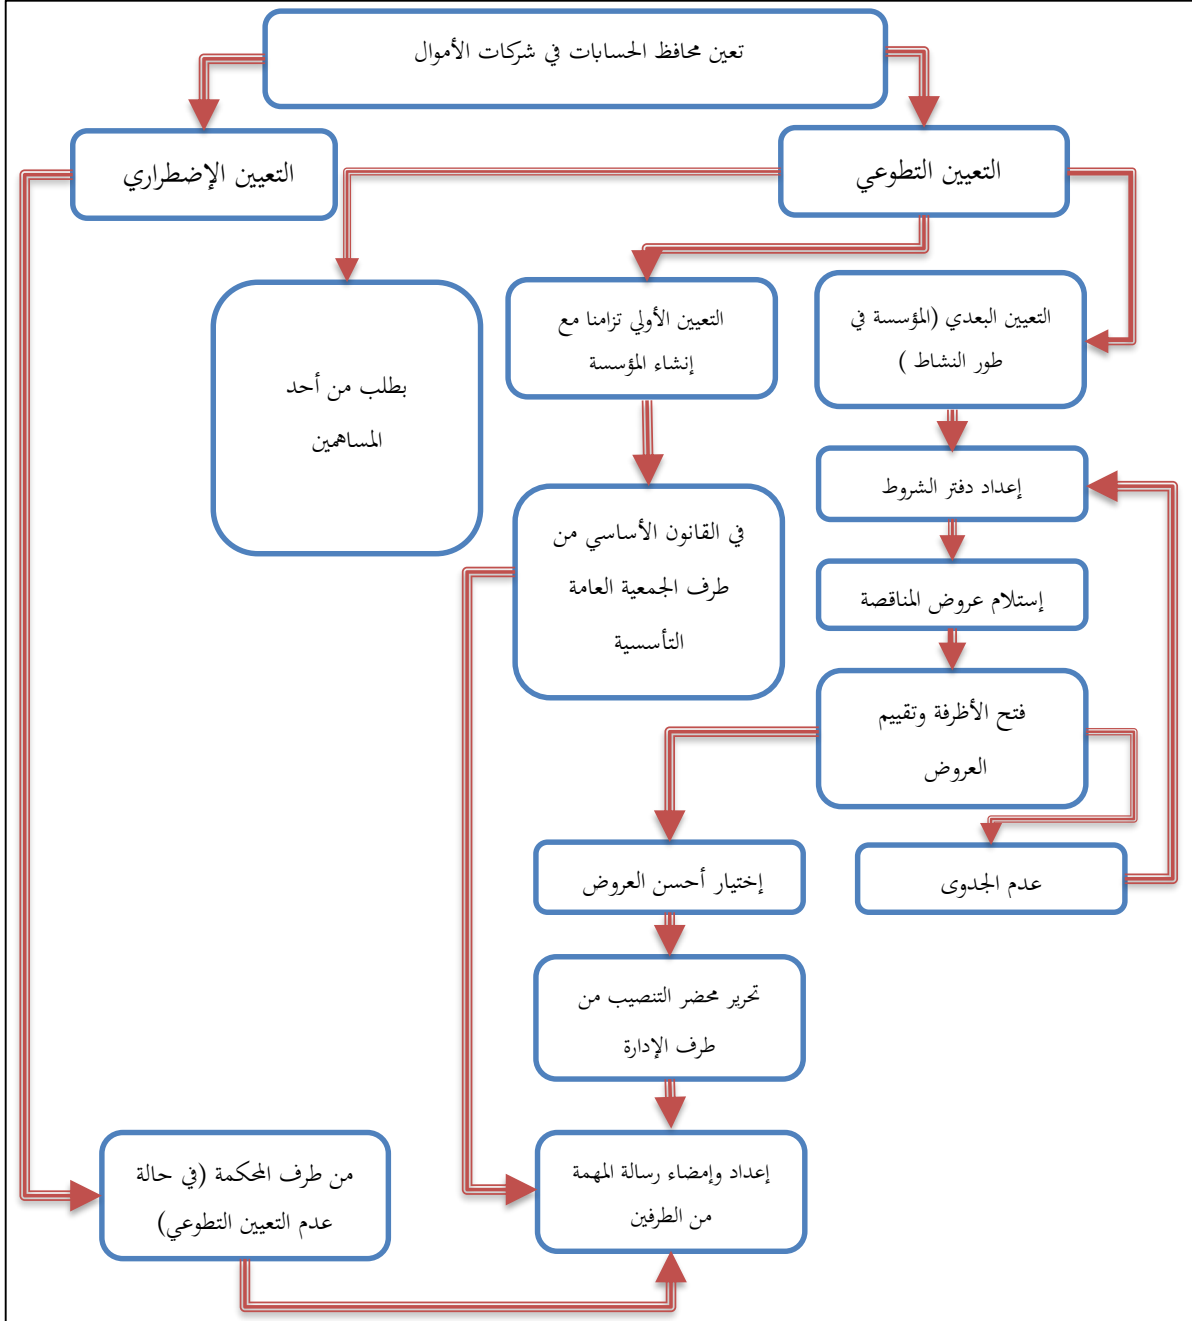 تعين محافظ الحسابات في شركات الأموال
التعيين التطوعي
التعيين الإضطراري
التعيين البعدي (المؤسسة في
طور النشاط )
التعيين الأولي تزامنا مع
إنشاء المؤسسة
بطلب من أحد
المساهمين
إعداد دفتر الشروط
في القانون الأساسي من
طرف الجمعية العامة
التأسسية
إستلام عروض المناقصة
فتح الأظرفة وتقييم
العروض
إختيار أحسن العروض
عدم الجدوى
تحرير محضر التنصيب من
طرف الإدارة
إعداد وإمضاء رسالة المهمة
من الطرفين
من طرف المحكمة (في حالة
عدم التعيين التطوعي)